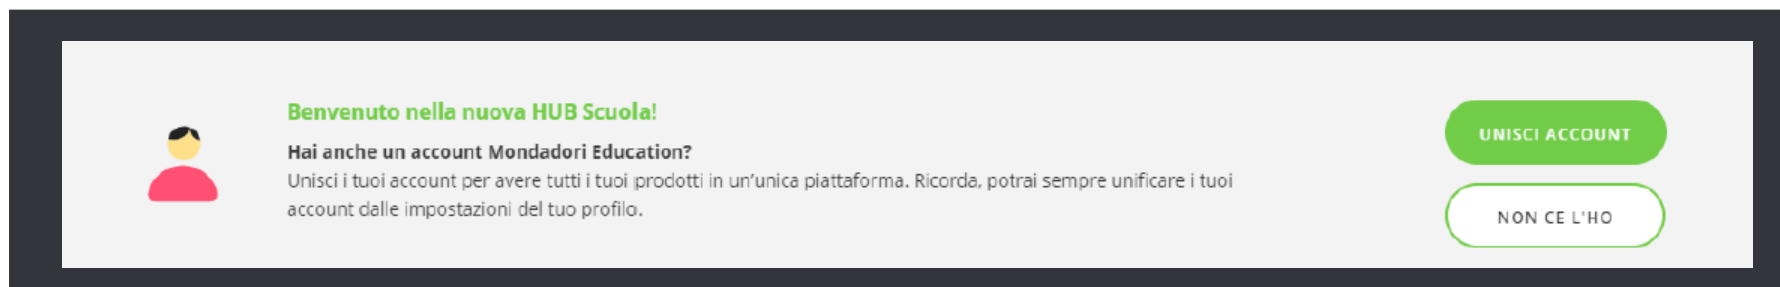 Benvenuto nella nuova HUB Scuola!
Hai anche un account Mondadori Education?
Unisci i tuoi account per avere tutti i tuoi prodotti in un'unica piattaforma. Ricorda, potrai sempre unificare i tuoi
account dalle impostazioni del tuo profilo.
UNISCI ACCOUNT
NON CE L'HO